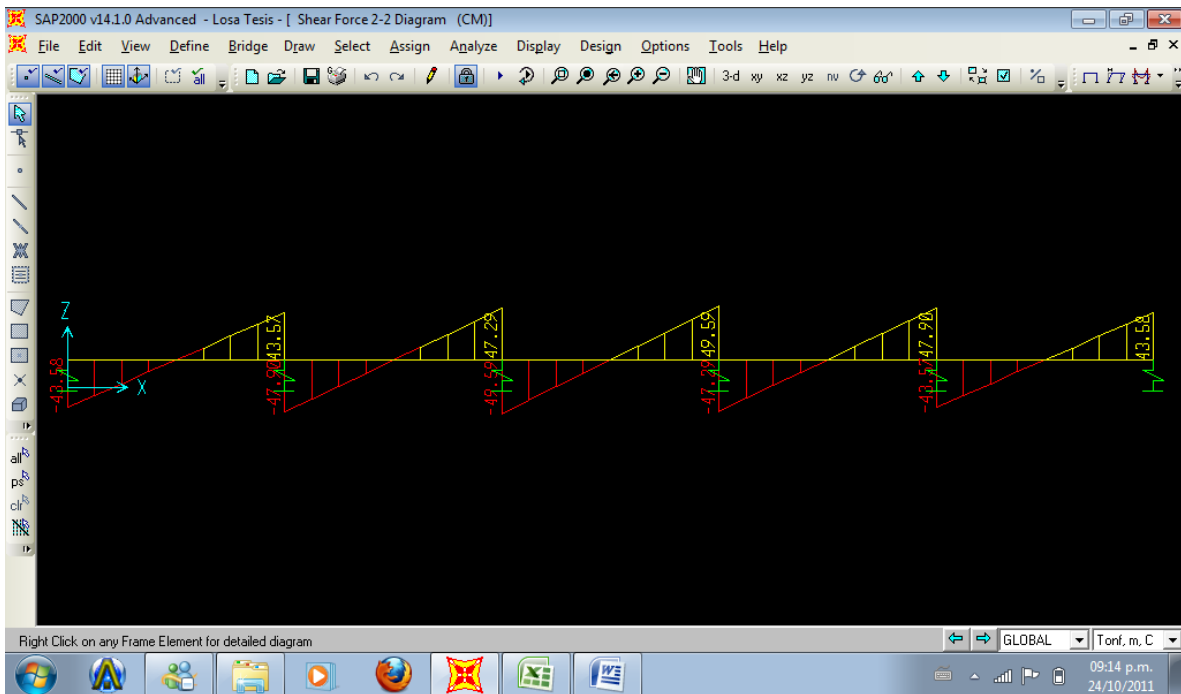 SAP2000 v14.1.0 Advanced - Losa Tesis - [ Shear Force 2-2 Diagram (CM)]
File Edit View Define Bridge Draw Select Assign Analyze Display Design Options Tools Help
all 3-d xy xz yz nv
Z
43.57 47.29 49.59 47.90 43.58
X
-43.58 -47.90 -49.59 -47.29 -43.57
all
ps
clr
Right Click on any Frame Element for detailed diagram
GLOBAL Tonf, m, C
09:14 p.m.
24/10/2011